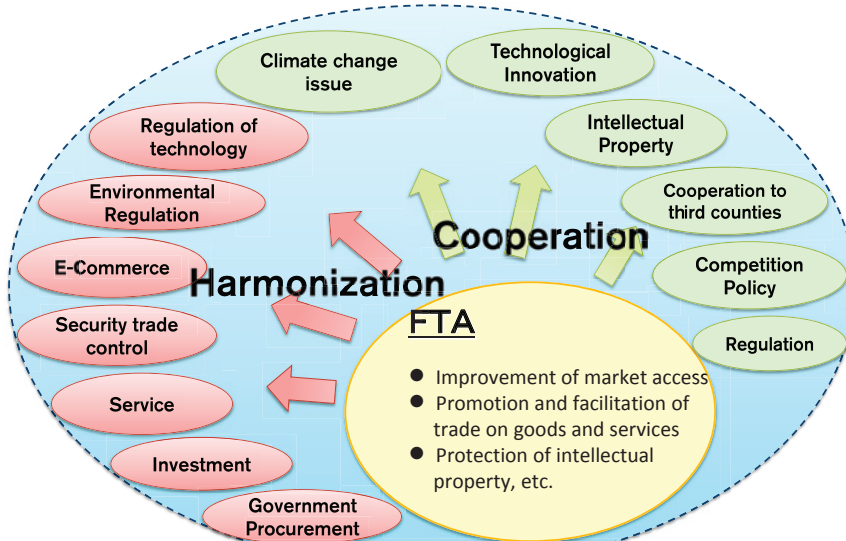 Climate change
issue
Technological
Innovation
Regulation of
technology
Intellectual
Property
Environmental
Regulation
Cooperation to
third counties
Cooperation
E-Commerce
Harmonization
Competition
Policy
Security trade
control
FTA
Regulation
● Improvement of market access
● Promotion and facilitation of
trade on goods and services
● Protection of intellectual
property, etc.
Service
Investment
Government
Procurement